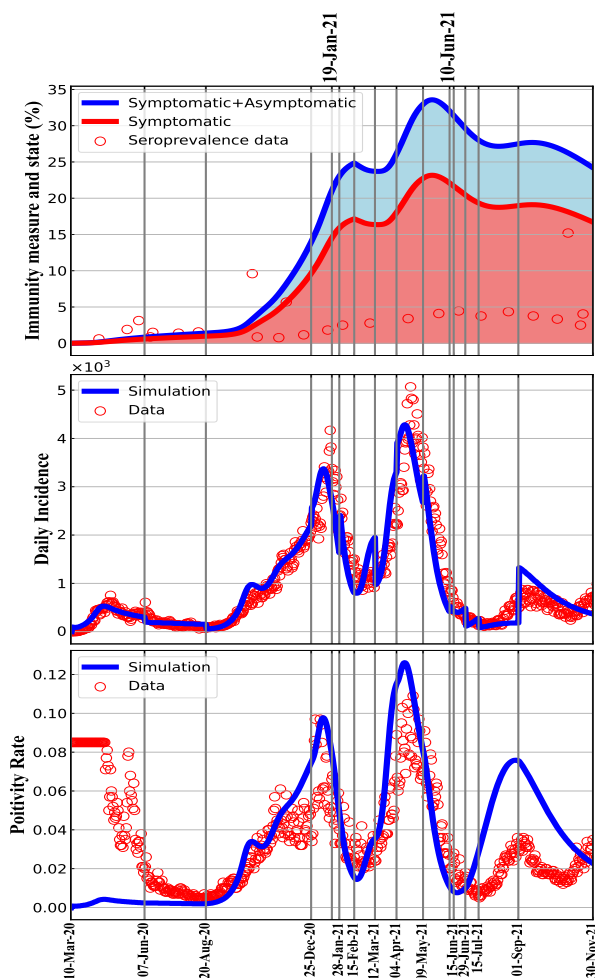 19-Jan-21
10-Jun-21
Immunity measure and state (%)
35
30
25
20
15
10
5
0
Symptomatic+Asymptomatic
Symptomatic
Seroprevalence data
×10³
Daily Incidence
5
4
3
2
1
0
Simulation
Data
Poitivity Rate
0.12
0.10
0.08
0.06
0.04
0.02
0.00
Simulation
Data
10-Mar-20
07-Jun-20
20-Aug-20
25-Dec-20
28-Jan-21
15-Feb-21
12-Mar-21
04-Apr-21
09-May-21
15-Jun-21
29-Jun-21
15-Jul-21
01-Sep-21
30-Nov-21